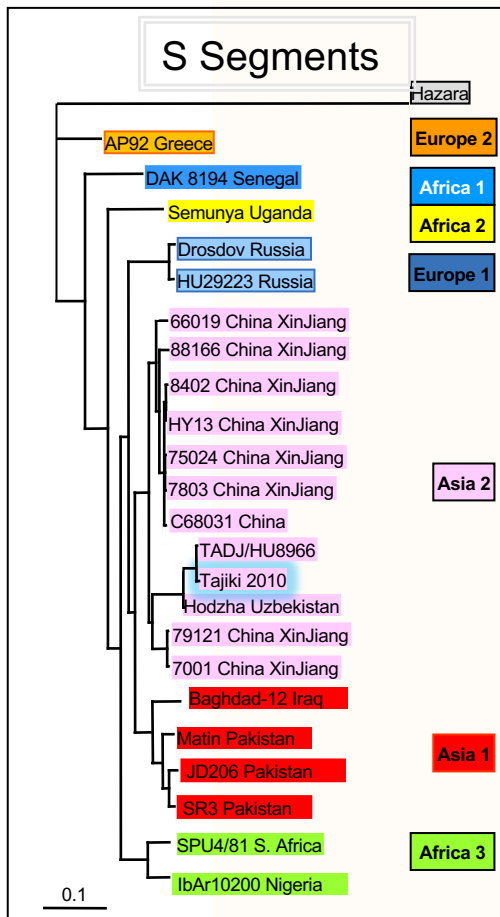 S Segments
Hazara
AP92 Greece
Europe 2
DAK 8194 Senegal
Africa 1
Semunya Uganda
Africa 2
Drosdov Russia
HU29223 Russia
Europe 1
66019 China XinJiang
88166 China XinJiang
8402 China XinJiang
HY13 China XinJiang
75024 China XinJiang
7803 China XinJiang
Asia 2
C68031 China
TADJ/HU8966
Tajiki 2010
Hodzha Uzbekistan
79121 China XinJiang
7001 China XinJiang
Baghdad-12 Iraq
Matin Pakistan
Asia 1
JD206 Pakistan
SR3 Pakistan
SPU4/81 S. Africa
Africa 3
IbAr10200 Nigeria
0.1